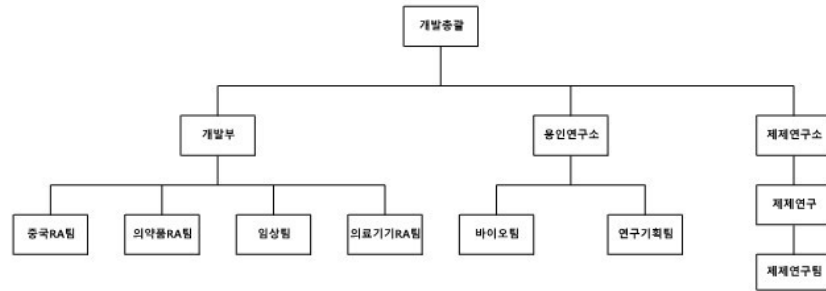 개발총괄
개발부
용인연구소
제제연구소
중국RA팀
의약품RA팀
임상팀
의료기기RA팀
바이오팀
연구기획팀
제제연구
제제연구팀